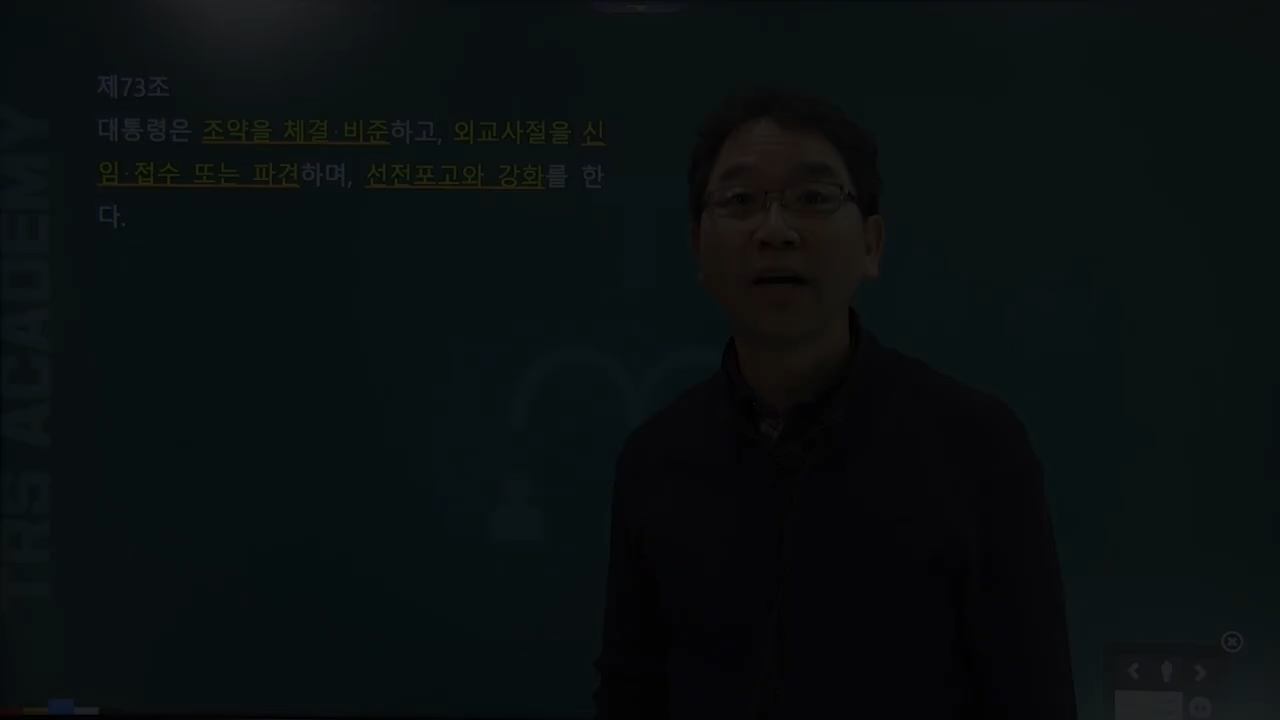 제73조
대통령은 조약을 체결·비준하고, 외교사절을 신
임·접수 또는 파견하며, 선전포고와 강화를 한
다.
TRS ACADEMY